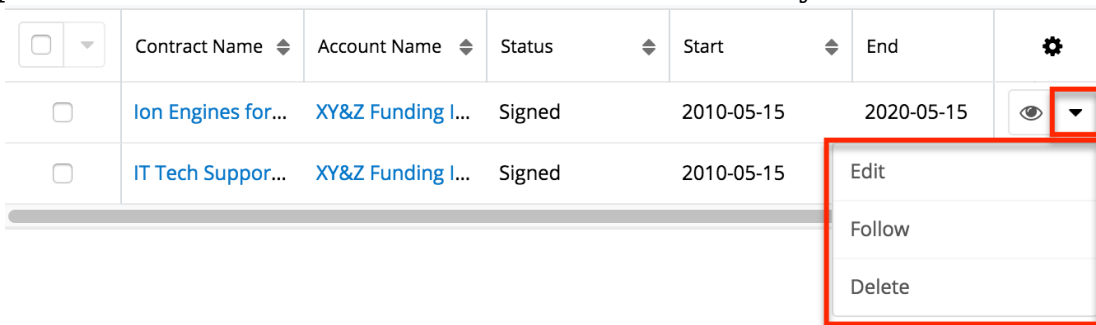 Contract Name Account Name Status Start End
Ion Engines for... XY&Z Funding I... Signed 2010-05-15 2020-05-15
IT Tech Suppor... XY&Z Funding I... Signed 2010-05-15
Edit
Follow
Delete